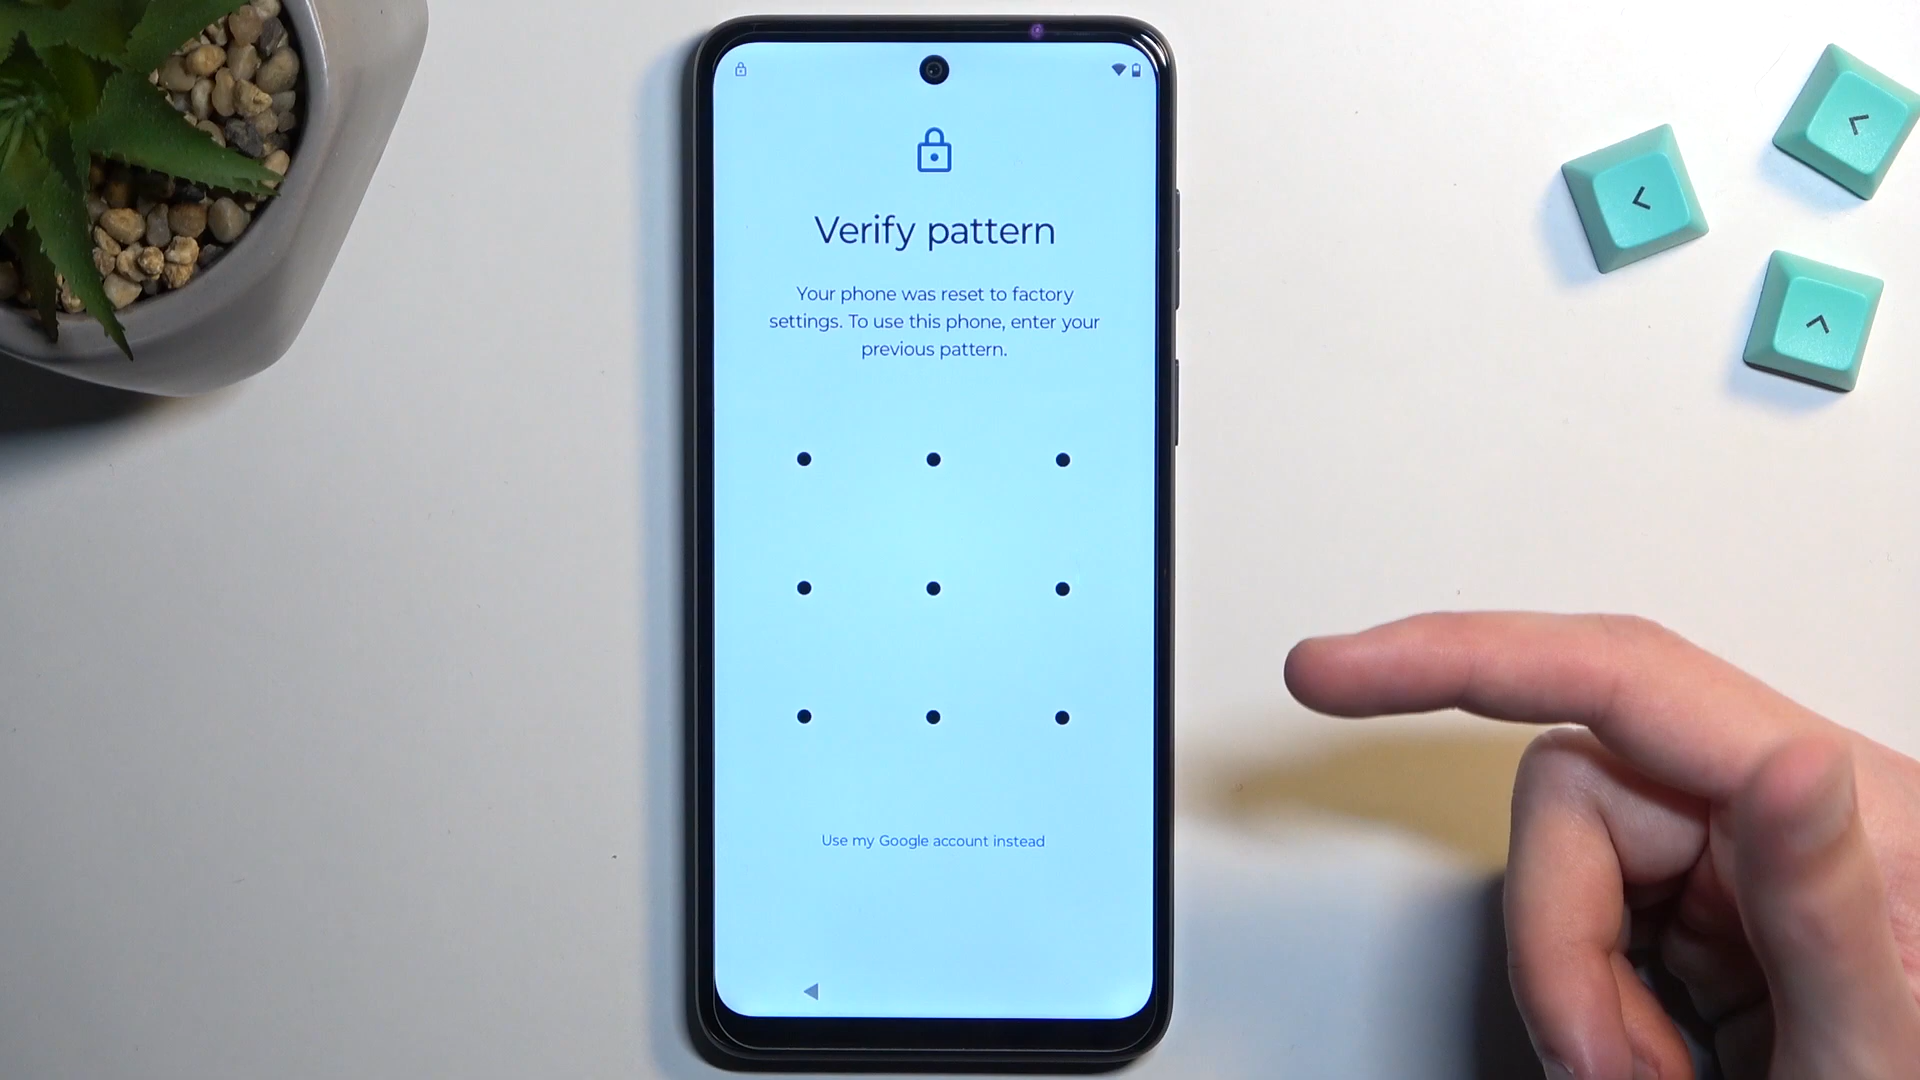 Verify pattern
Your phone was reset to factory
settings. To use this phone, enter your
previous pattern.
Use my Google account instead